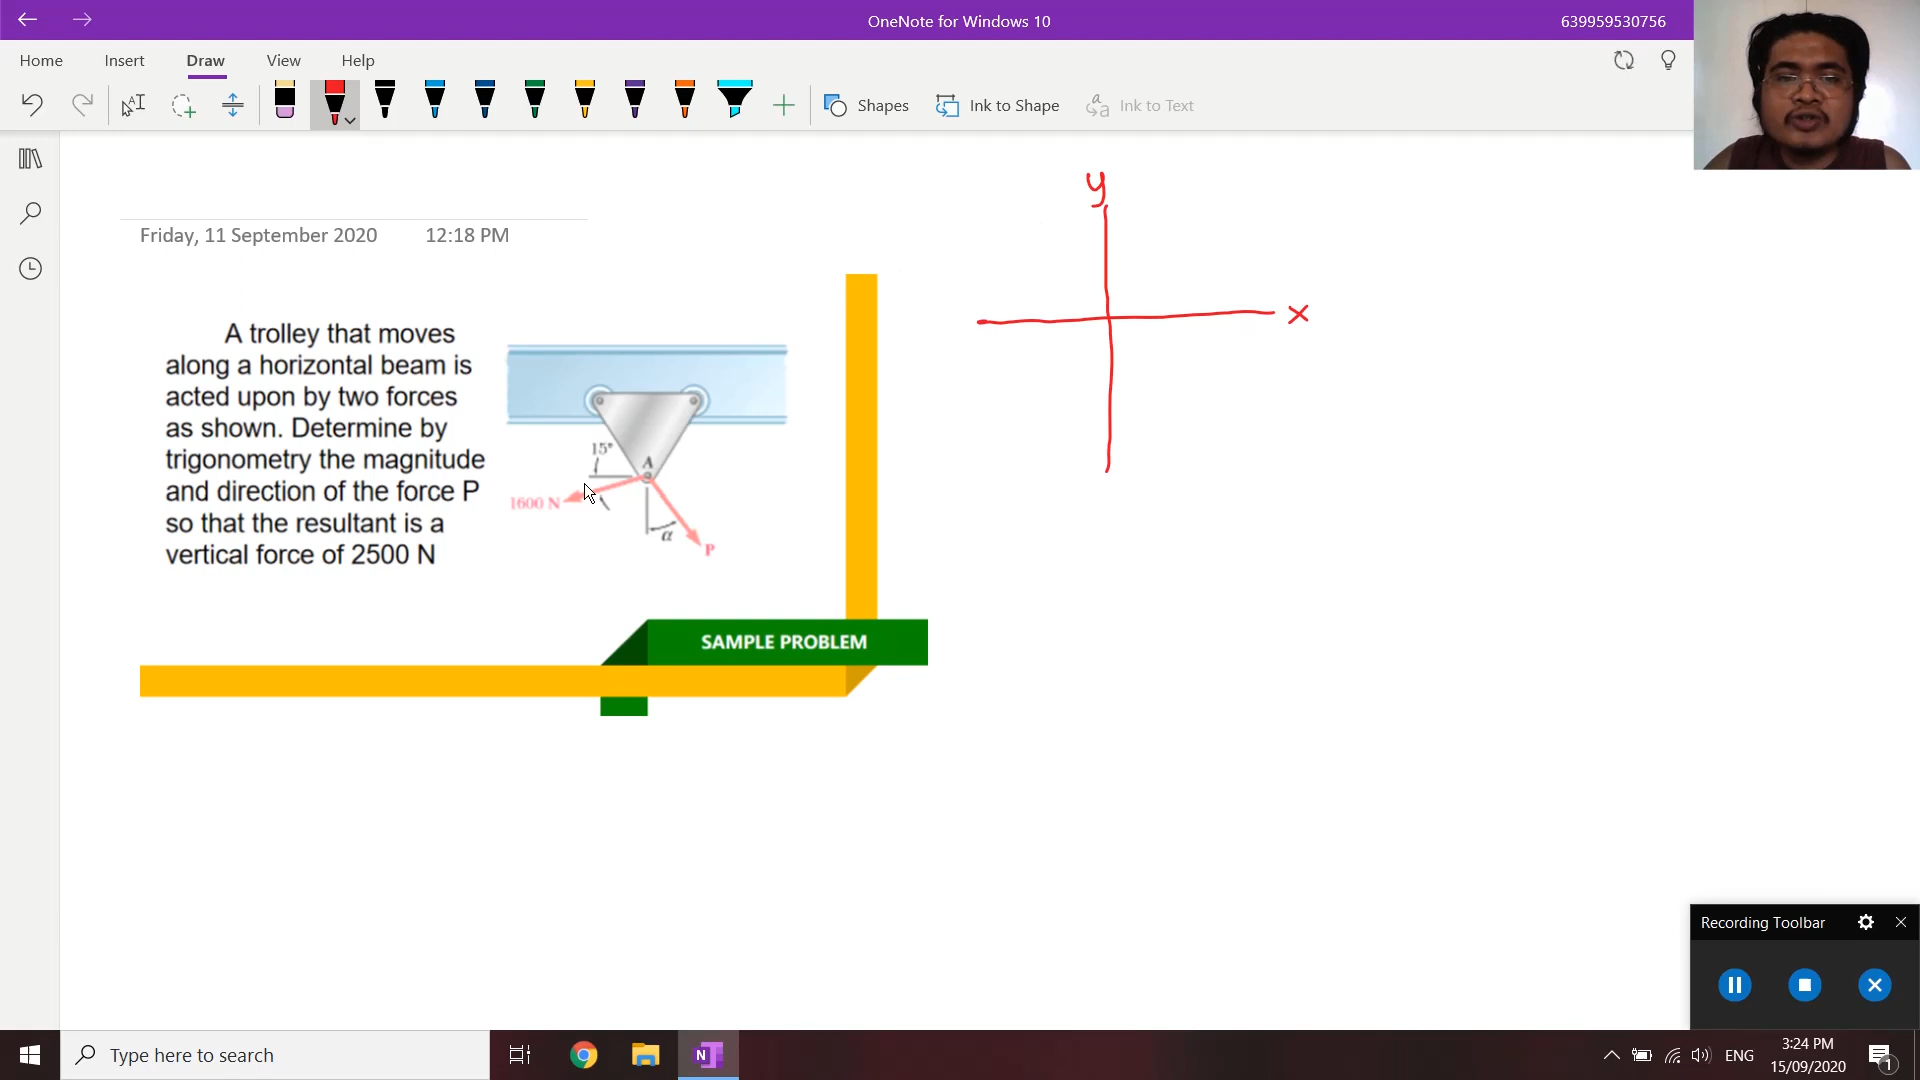 OneNote for Windows 10
639959530756
Home
Insert
Draw
View
Help
Shapes
Ink to Shape
Ink to Text
Friday, 11 September 2020
12:18 PM
y
x
A trolley that moves
along a horizontal beam is
acted upon by two forces
as shown. Determine by
trigonometry the magnitude
and direction of the force P
so that the resultant is a
vertical force of 2500 N
15°
A
1600 N
α
P
SAMPLE PROBLEM
Recording Toolbar
Type here to search
N
ENG
3:24 PM
15/09/2020
1